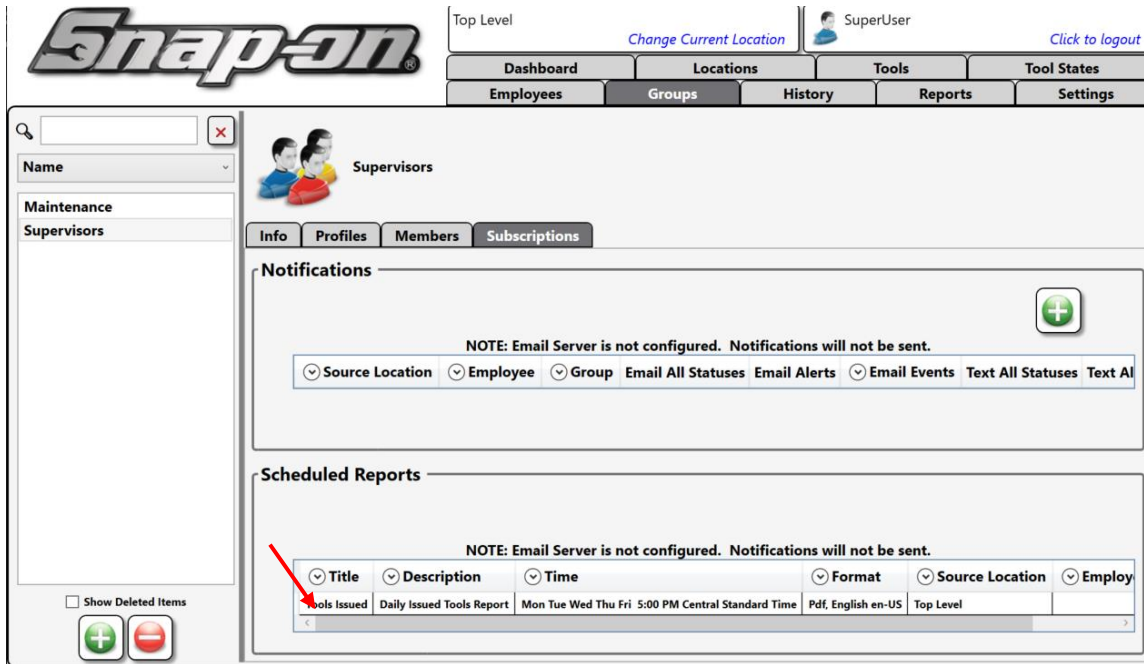 Snap-on®
Top Level
Change Current Location
SuperUser
Click to logout
Dashboard
Locations
Tools
Tool States
Employees
Groups
History
Reports
Settings
Name
Maintenance
Supervisors
Show Deleted Items
Supervisors
Info
Profiles
Members
Subscriptions
Notifications
NOTE: Email Server is not configured. Notifications will not be sent.
Source Location Employee Group Email All Statuses Email Alerts Email Events Text All Statuses Text Al
Scheduled Reports
NOTE: Email Server is not configured. Notifications will not be sent.
Title Description Time Format Source Location Employ
Tools Issued Daily Issued Tools Report Mon Tue Wed Thu Fri 5:00 PM Central Standard Time Pdf, English en-US Top Level